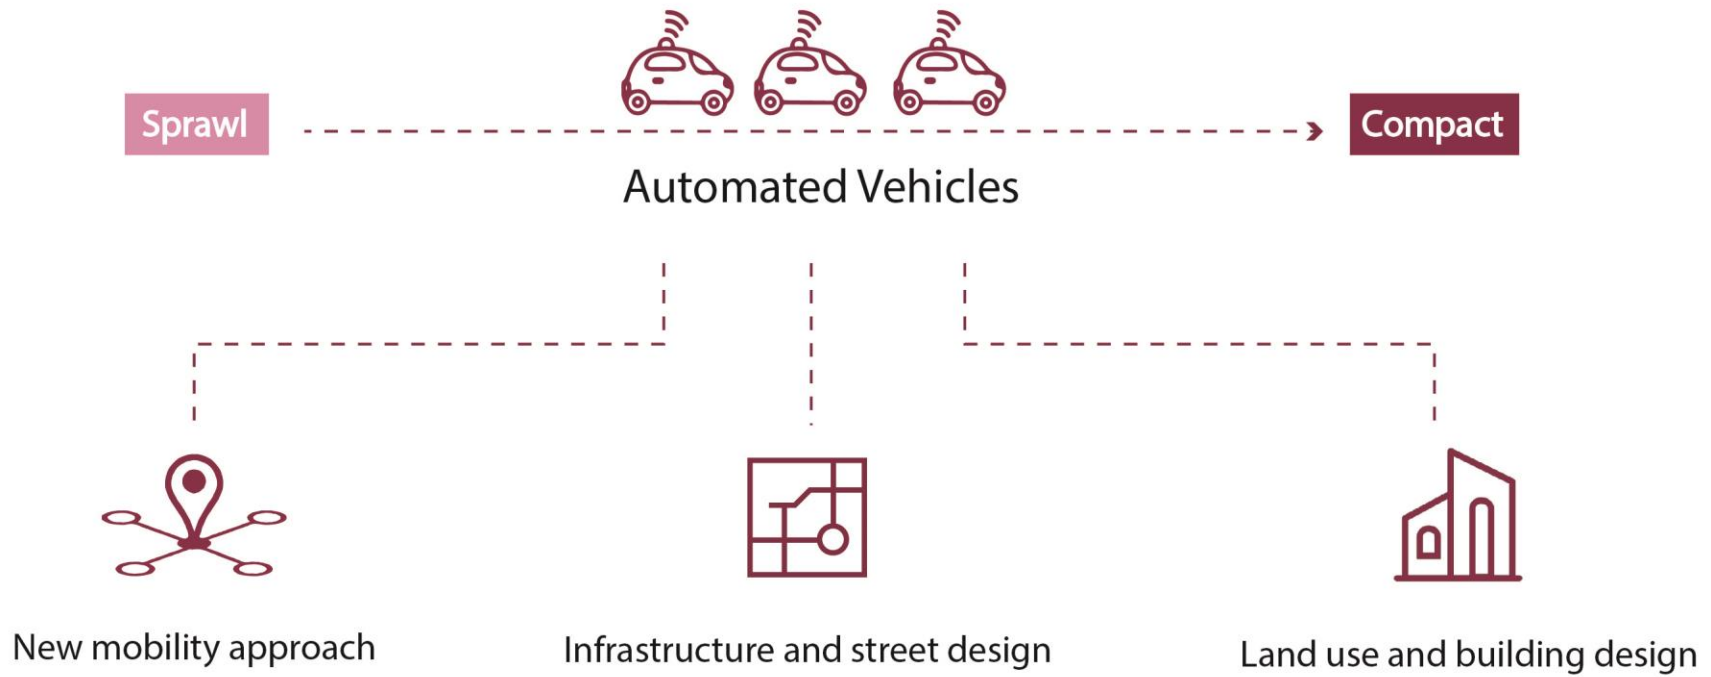 Sprawl
Compact
Automated Vehicles
New mobility approach
Infrastructure and street design
Land use and building design